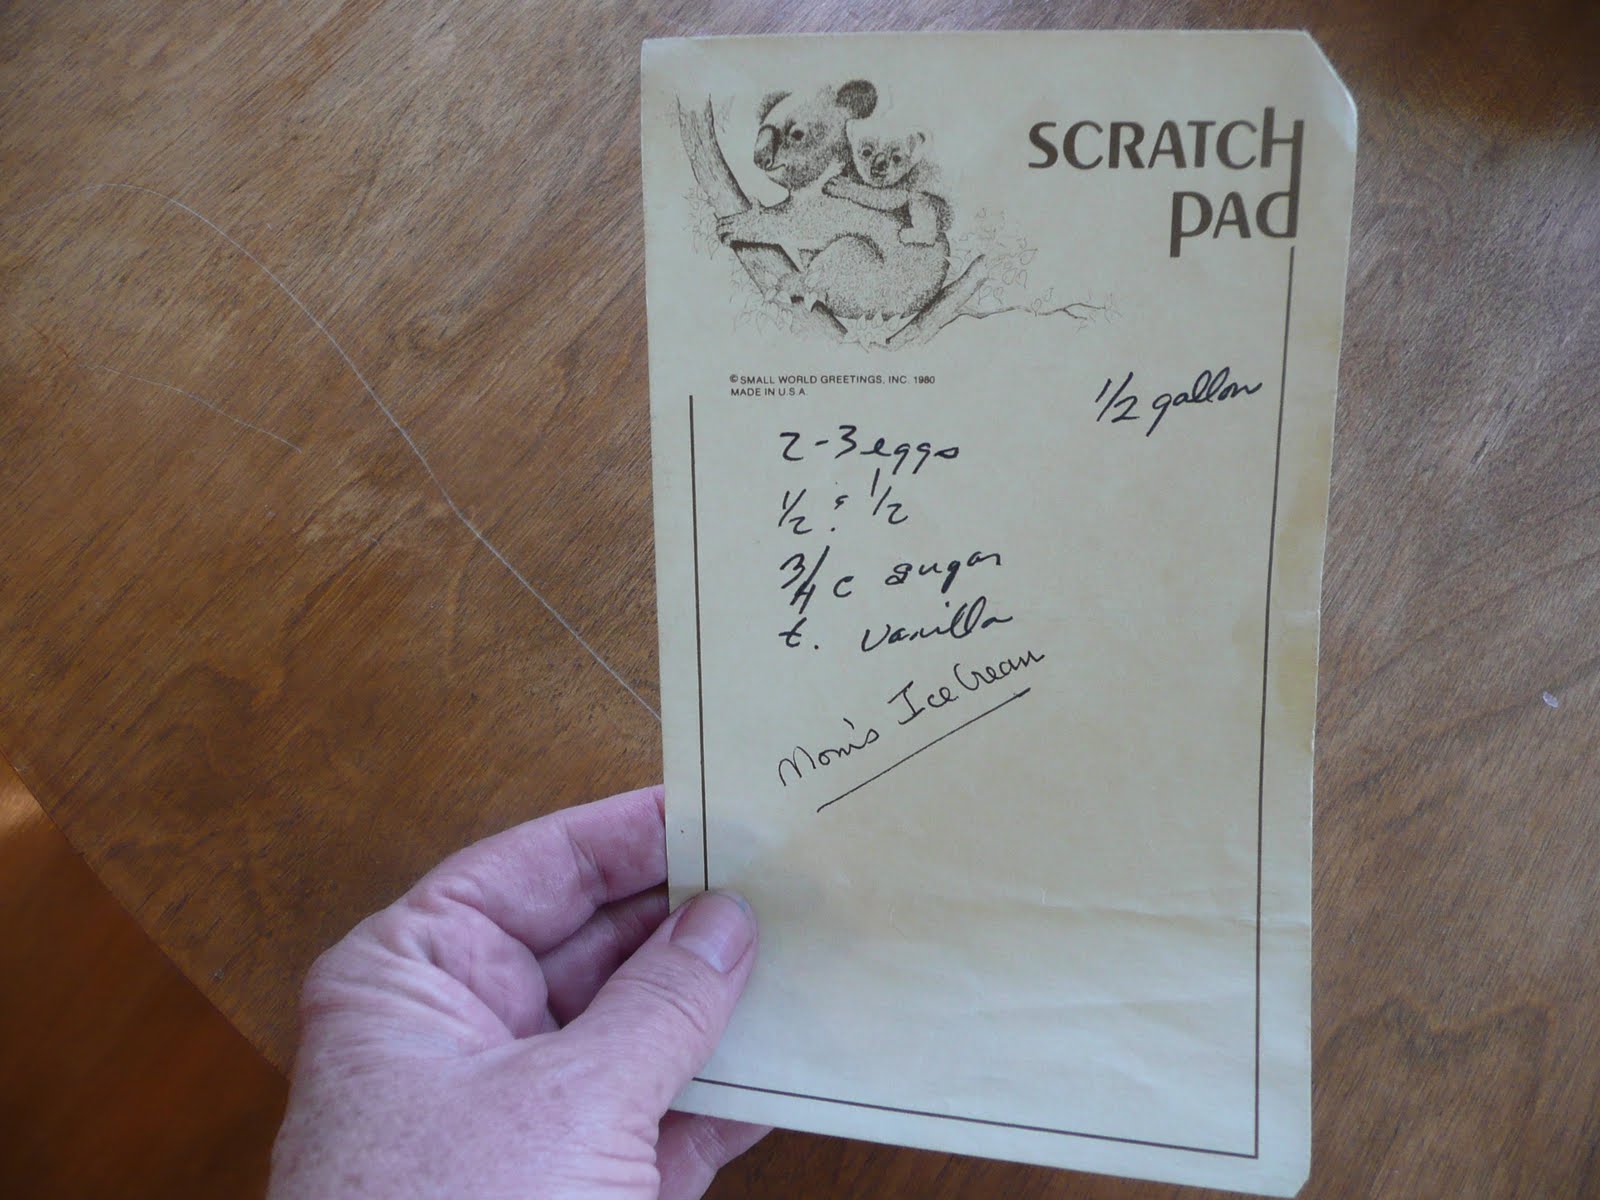 SCRATCH
PAD
© SMALL WORLD GREETINGS, INC. 1980
MADE IN U.S.A.
1/2 gallon
2-3 eggs
1/2 & 1/2
3/4 c sugar
t. vanilla
Mom's Ice Cream